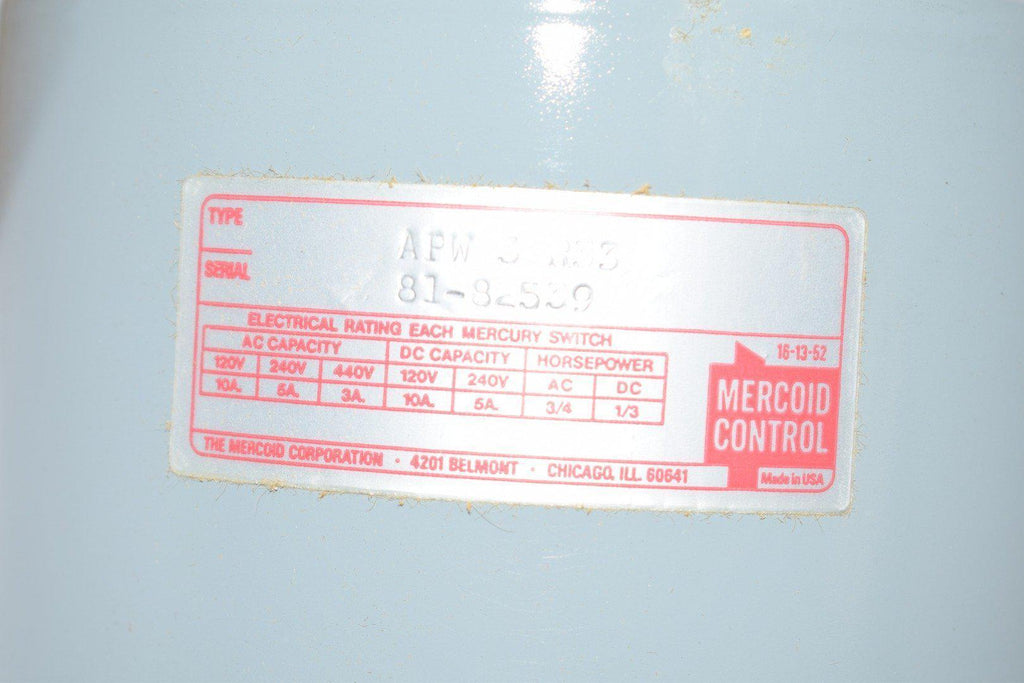 TYPE
APW
SERIAL
ELECTRICAL RATING EACH MERCURY SWITCH
AC CAPACITY DC CAPACITY HORSEPOWER
120V 240V 440V 120V 240V AC DC
10A. 5A. 3A. 10A. 5A. 3/4 1/3
16-13-52
MERCOID
CONTROL
THE MERCOID CORPORATION · 4201 BELMONT · CHICAGO, ILL. 60641
Made in USA